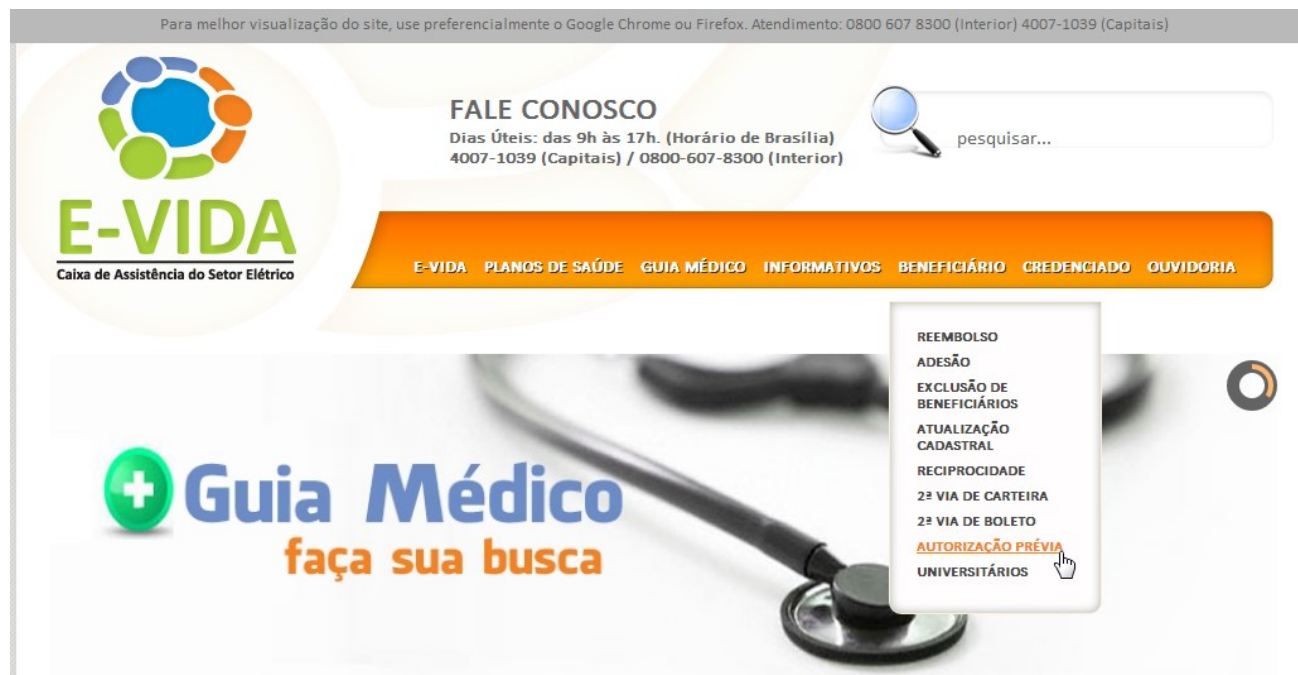 Para melhor visualização do site, use preferencialmente o Google Chrome ou Firefox. Atendimento: 0800 607 8300 (Interior) 4007-1039 (Capitais)
E-VIDA
Caixa de Assistência do Setor Elétrico
FALE CONOSCO
Dias Úteis: das 9h às 17h. (Horário de Brasília)
4007-1039 (Capitais) / 0800-607-8300 (Interior)
pesquisar...
E-VIDA PLANOS DE SAÚDE GUIA MÉDICO INFORMATIVOS BENEFICIÁRIO CREDENCIADO OUVIDORIA
REEMBOLSO
ADESÃO
EXCLUSÃO DE
BENEFICIÁRIOS
ATUALIZAÇÃO
CADASTRAL
RECIPROCIDADE
2ª VIA DE CARTEIRA
2ª VIA DE BOLETO
AUTORIZAÇÃO PRÉVIA
UNIVERSITÁRIOS
Guia Médico
faça sua busca